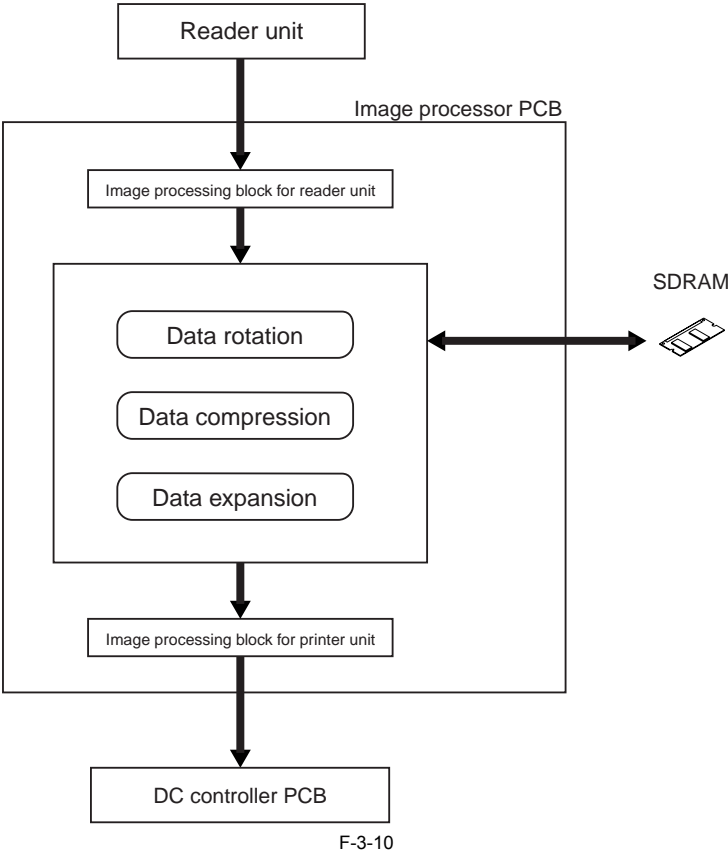 Reader unit
Image processor PCB
Image processing block for reader unit
SDRAM
Data rotation
Data compression
Data expansion
Image processing block for printer unit
DC controller PCB
F-3-10